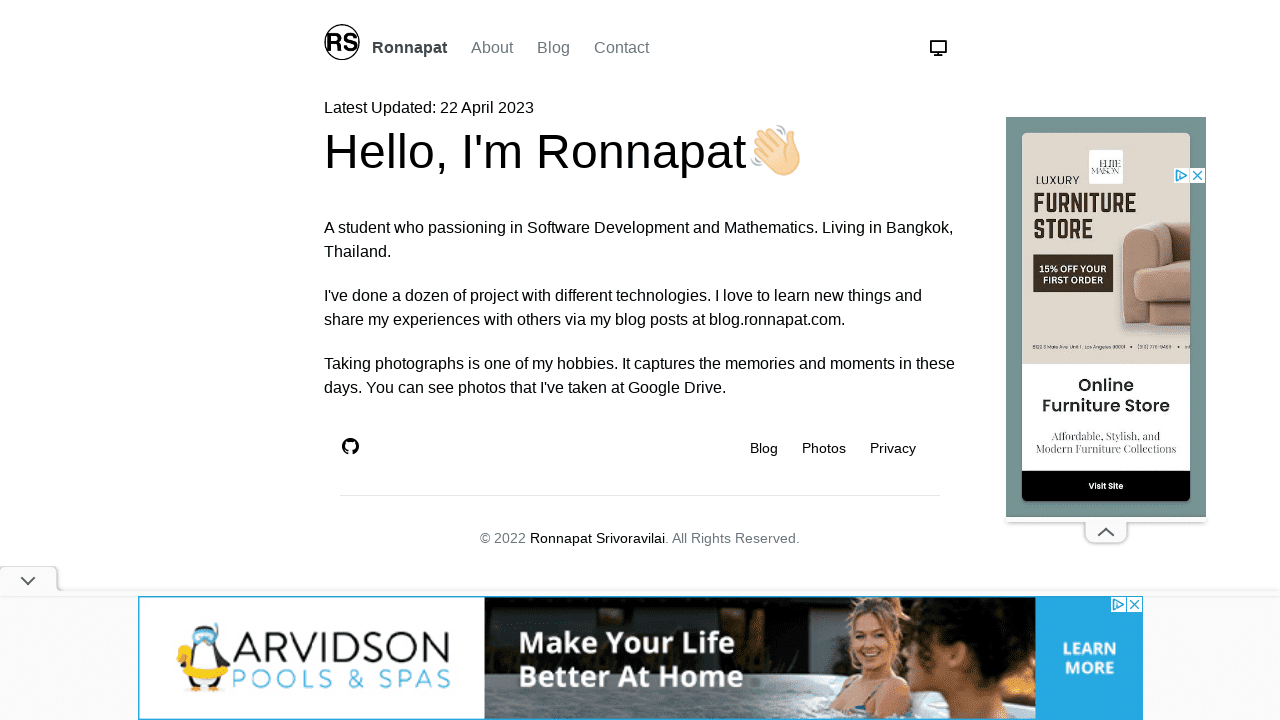 RS Ronnapat About Blog Contact
Latest Updated: 22 April 2023
Hello, I'm Ronnapat👋🏻
A student who passioning in Software Development and Mathematics. Living in Bangkok,
Thailand.
I've done a dozen of project with different technologies. I love to learn new things and
share my experiences with others via my blog posts at blog.ronnapat.com.
Taking photographs is one of my hobbies. It captures the memories and moments in these
days. You can see photos that I've taken at Google Drive.
Blog Photos Privacy
© 2022 Ronnapat Srivoravilai. All Rights Reserved.
ELITE
MAISON
LUXURY
FURNITURE
STORE
15% OFF YOUR
FIRST ORDER
Online
Furniture Store
Affordable, Stylish, and
Modern Furniture Collections
Visit Site
ARVIDSON
POOLS & SPAS
Make Your Life
Better At Home
LEARN
MORE